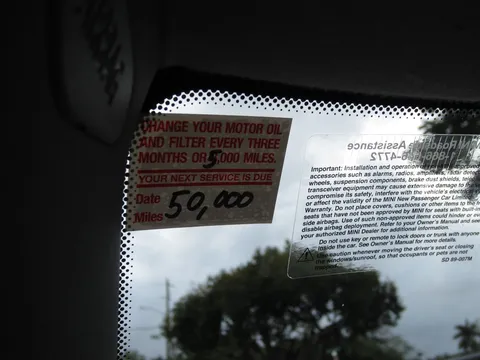 CHANGE YOUR MOTOR OIL
AND FILTER EVERY THREE
MONTHS OR 5,000 MILES.
YOUR NEXT SERVICE IS DUE
Date
Miles 50,000
Roadside Assistance
-4772
Important: Installation and operation
accessories such as alarms, radios, amplifiers, radar
wheels, suspension components, brake dust shields,
transceiver equipment may cause extensive damage to
compromise its safety, interfere with the vehicle's
or affect the validity of the MINI New Passenger Car Limited
Warranty. Do not place covers, cushions or other items to
seats that have not been approved by MINI for seats with
side airbags. Use of such non-approved items could hinder or
disable airbag deployment. Refer to your Owner's Manual and see
your authorized MINI Dealer for additional information.
Do not use key or remote to lock doors or trunk with anyone
inside the car. See Owner's Manual for more details.
Use caution whenever moving the driver's seat or closing
the windows/sunroof, so that occupants or pets are not
SD 88-007M